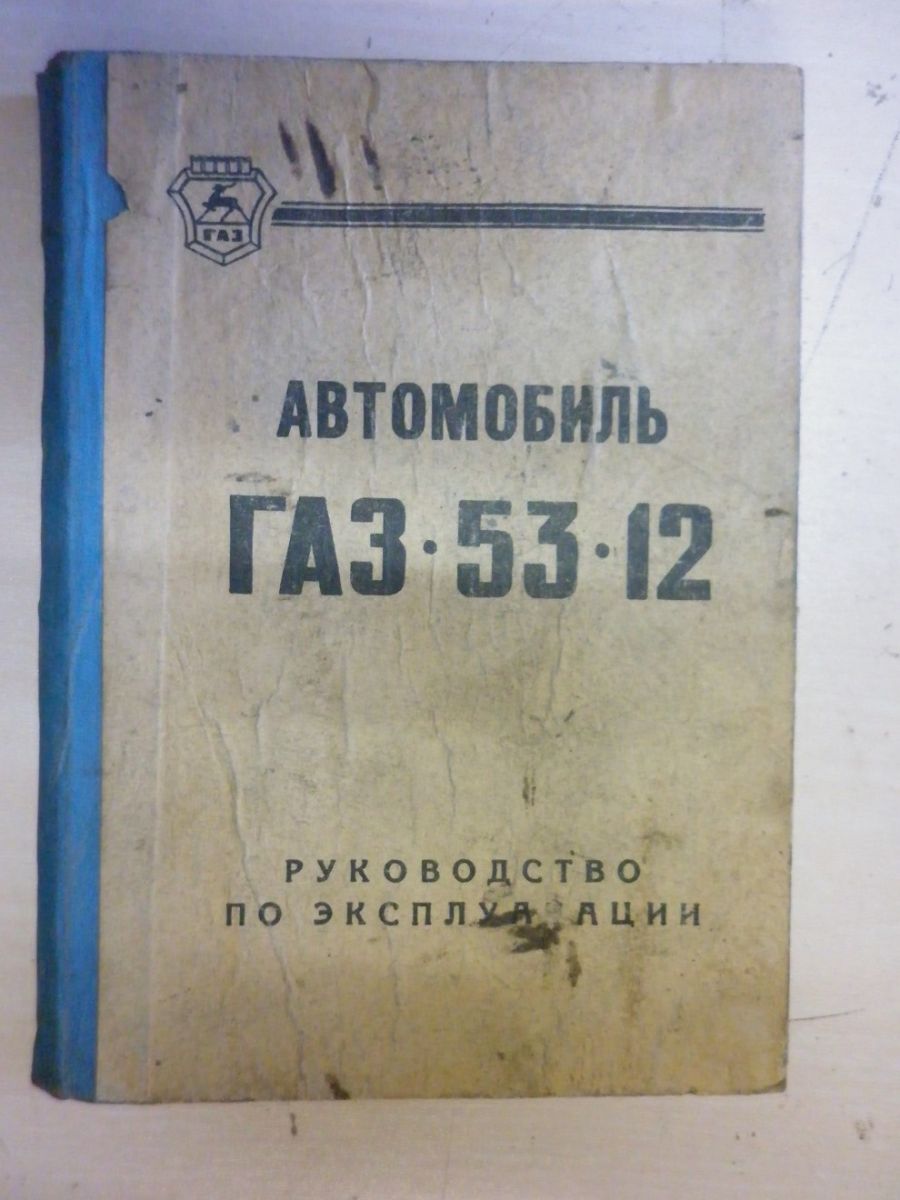 ГАЗ
АВТОМОБИЛЬ
ГАЗ·53·12
РУКОВОДСТВО
ПО ЭКСПЛУАТАЦИИ